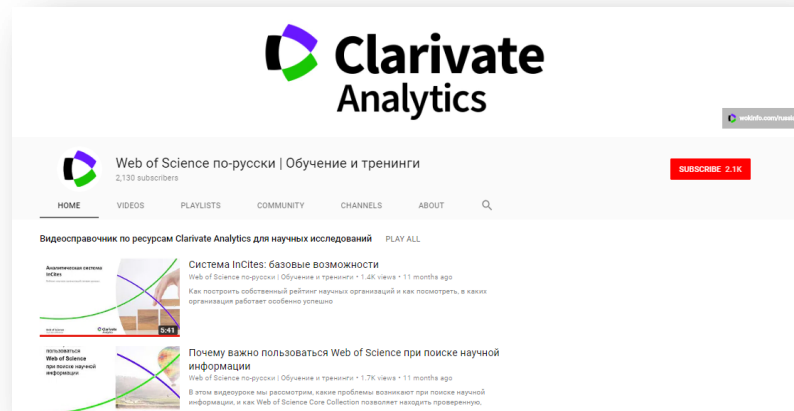 Clarivate
Analytics
wokinfo.com/russia
Web of Science по-русски | Обучение и тренинги
2,130 subscribers
SUBSCRIBE 2.1K
HOME VIDEOS PLAYLISTS COMMUNITY CHANNELS ABOUT
Видеосправочник по ресурсам Clarivate Analytics для научных исследований PLAY ALL
Аналитическая система
InCites
Clarivate
Analytics
5:41
Система InCites: базовые возможности
Web of Science по-русски | Обучение и тренинги • 1.4K views • 11 months ago
Как построить собственный рейтинг научных организаций и как посмотреть, в каких
организация работает особенно успешно
пользоваться
Web of Science
при поиске научной
информации
Почему важно пользоваться Web of Science при поиске научной
информации
Web of Science по-русски | Обучение и тренинги • 1.7K views • 11 months ago
В этом видеоуроке мы рассмотрим, какие проблемы возникают при поиске научной
информации, и как Web of Science Core Collection позволяет находить проверенную,